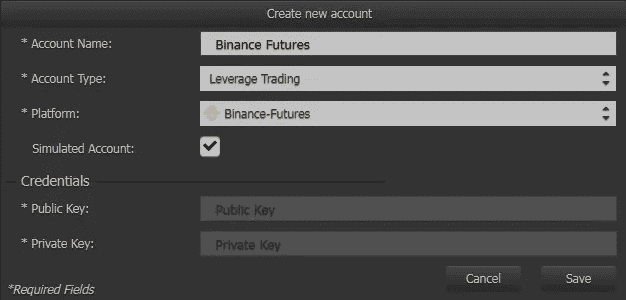 Create new account
* Account Name: Binance Futures
* Account Type: Leverage Trading
* Platform: Binance-Futures
Simulated Account:
Credentials
* Public Key: Public Key
* Private Key: Private Key
Cancel Save
*Required Fields